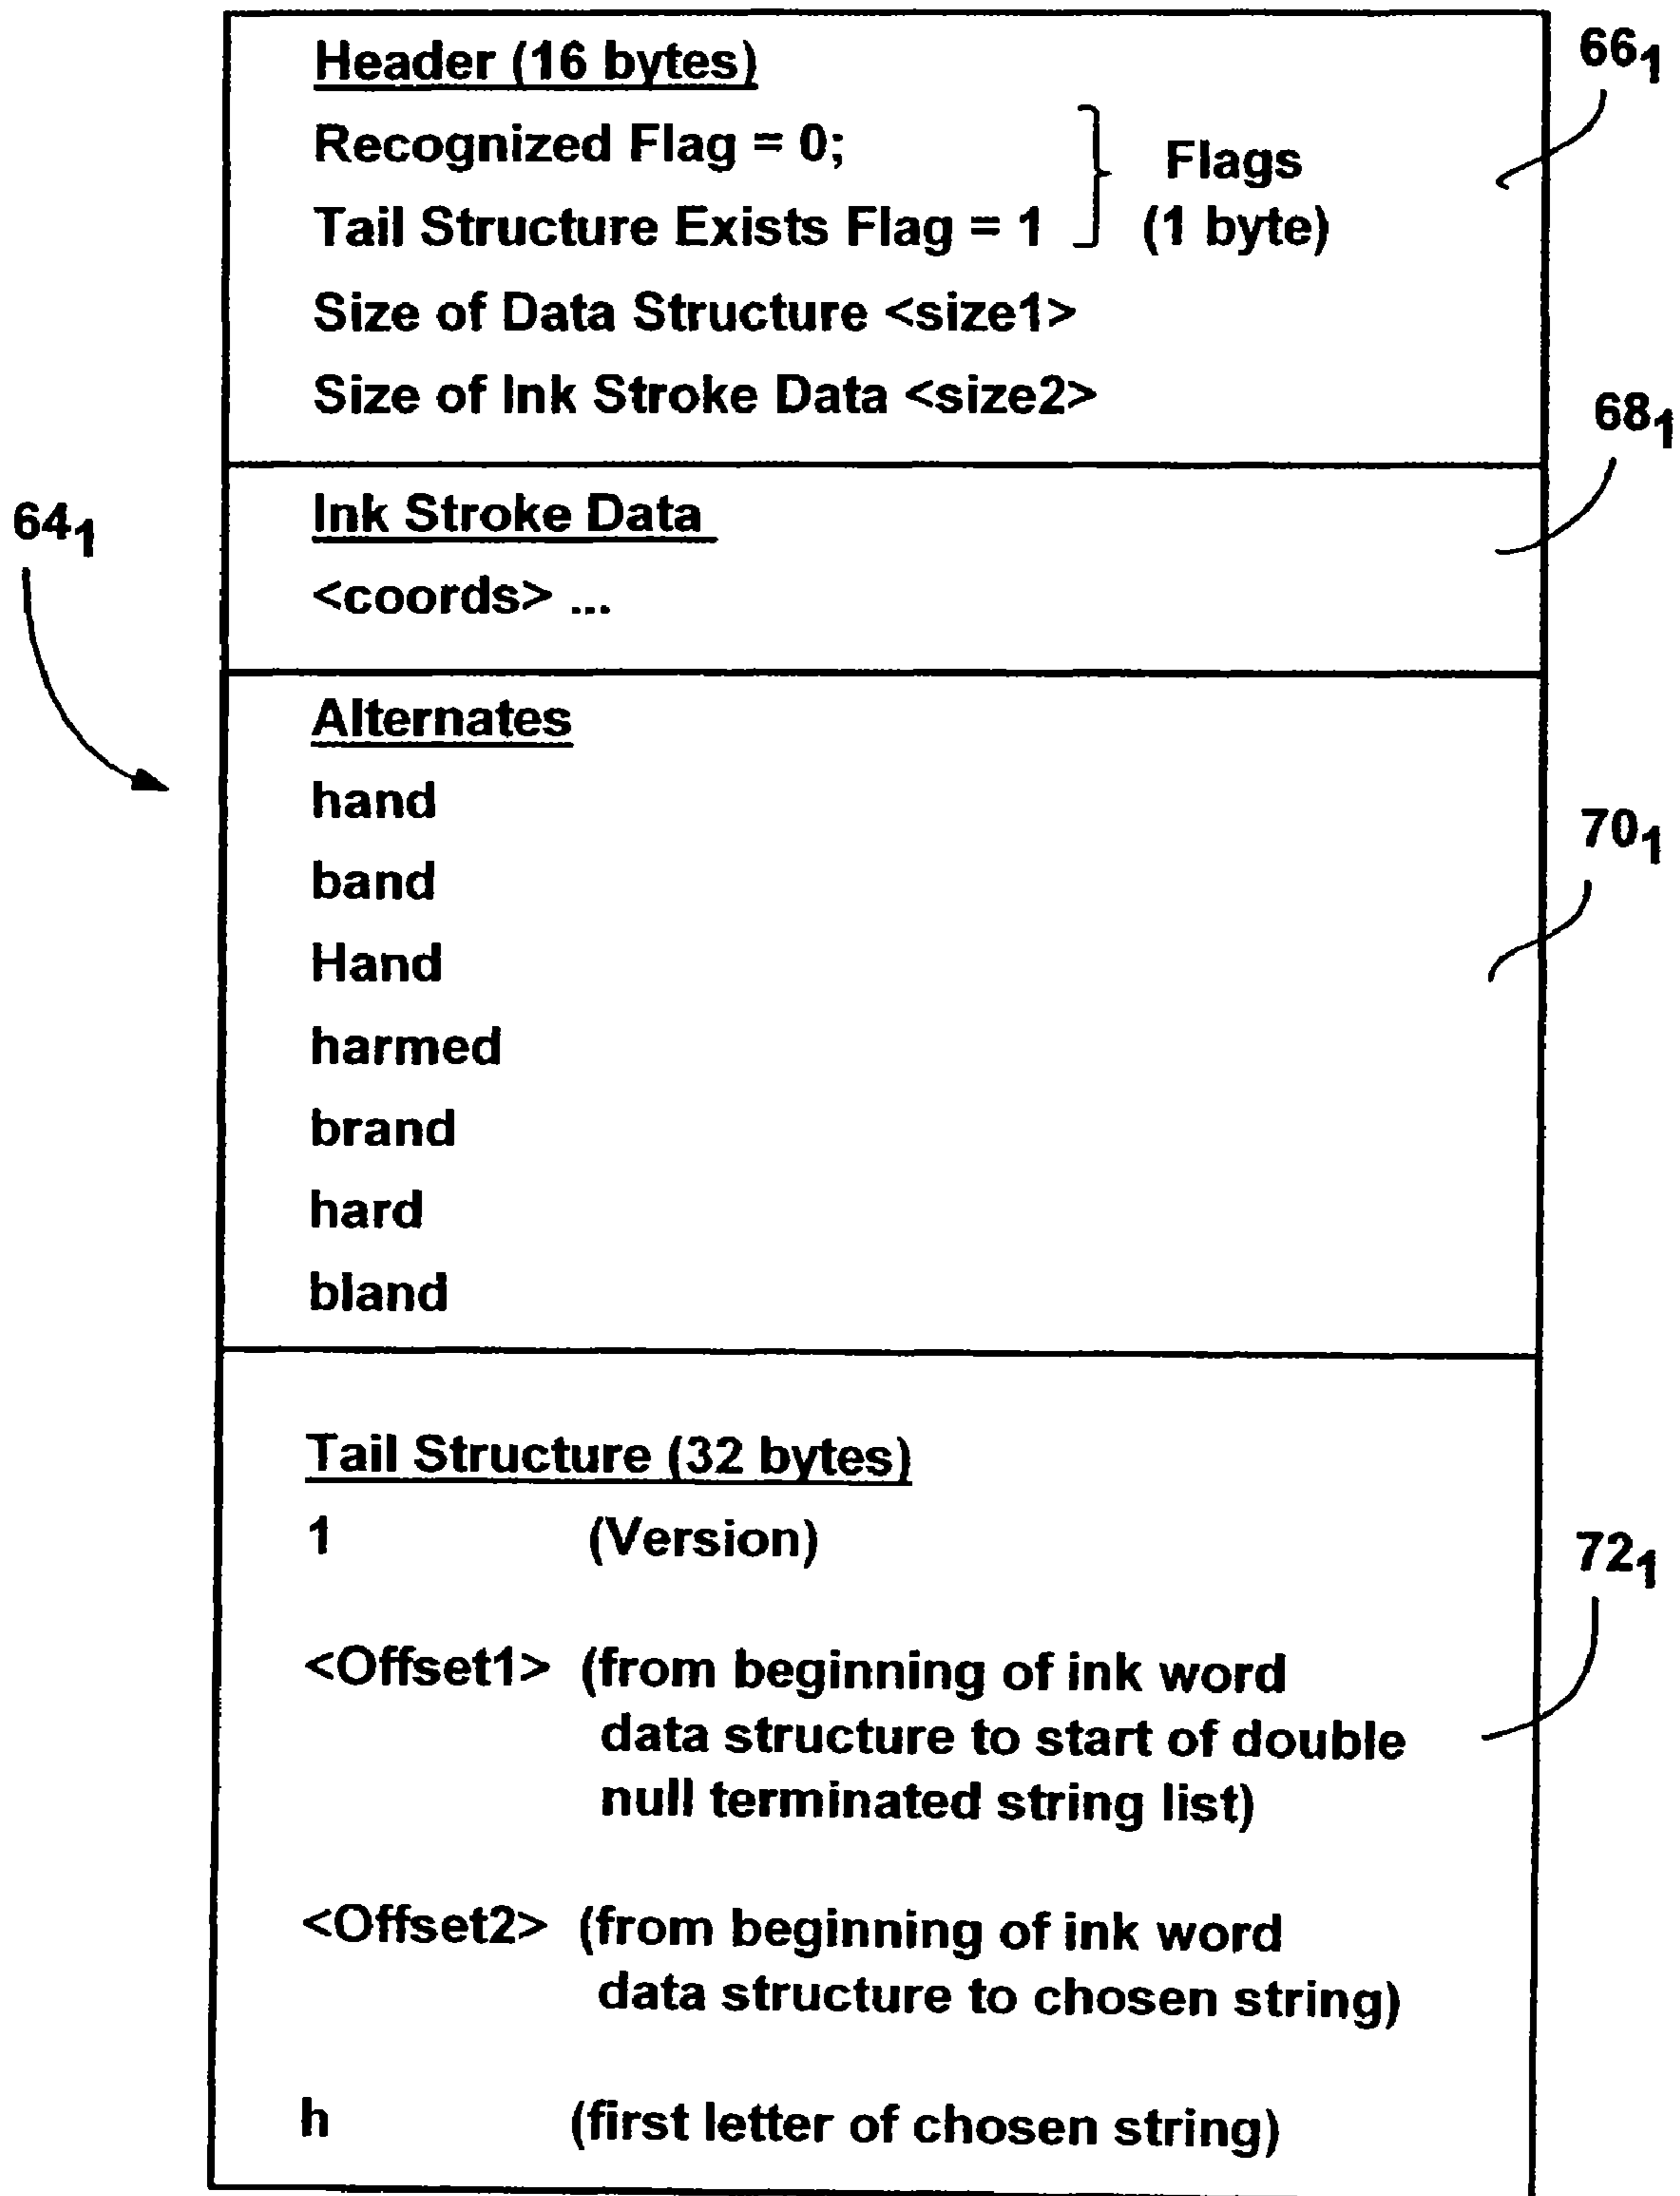 Header (16 bytes)
Recognized Flag = 0;
Tail Structure Exists Flag = 1
Flags
(1 byte)
Size of Data Structure <size1>
Size of Ink Stroke Data <size2>
66₁
Ink Stroke Data
<coords> ...
68₁
64₁
Alternates
hand
band
Hand
harmed
brand
hard
bland
70₁
Tail Structure (32 bytes)
1 (Version)
<Offset1> (from beginning of ink word
data structure to start of double
null terminated string list)
<Offset2> (from beginning of ink word
data structure to chosen string)
h (first letter of chosen string)
72₁